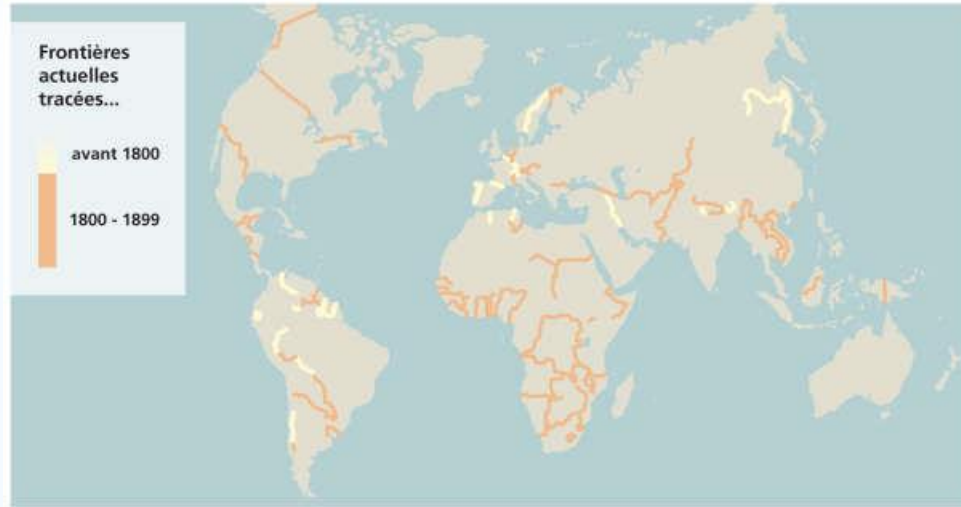 Frontières
actuelles
tracées...
avant 1800
1800 - 1899